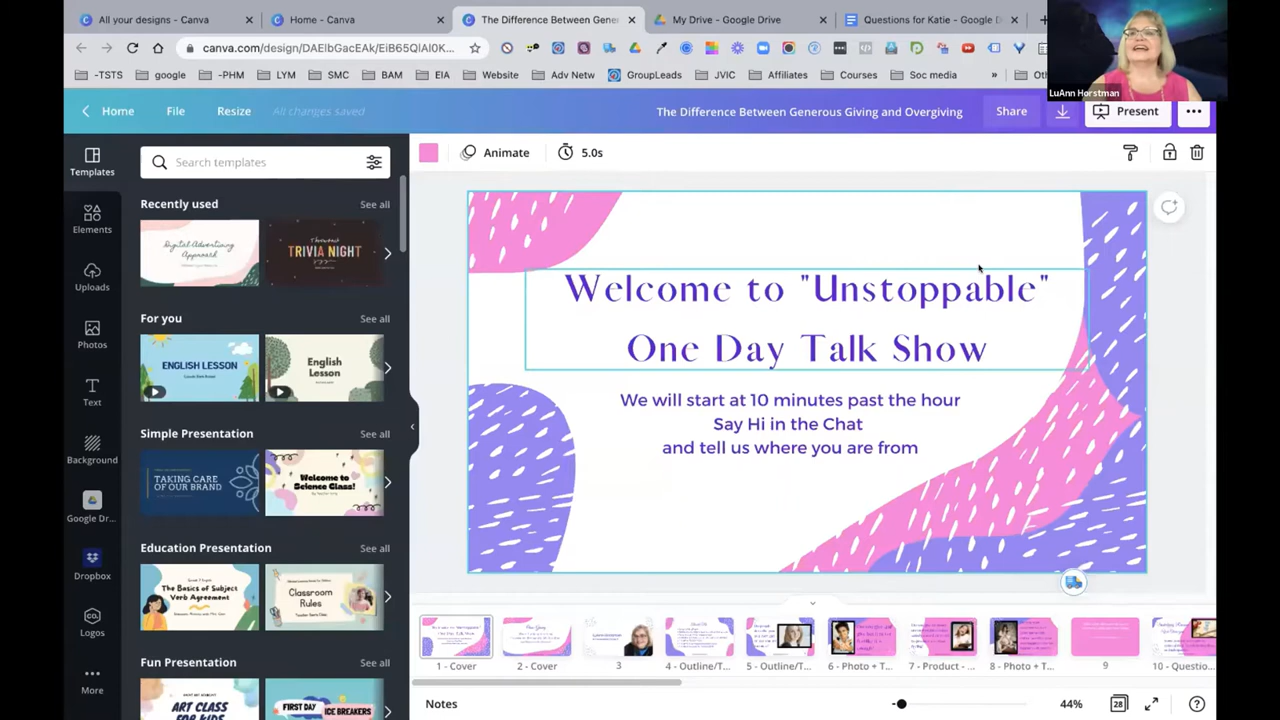 All your designs - Canva
Home - Canva
The Difference Between Gene
My Drive - Google Drive
Questions for Katie - Google D
canva.com/design/DAElbGacEAk/EiB65QlAl0K...
-TSTS
google
-PHM
LYM
SMC
BAM
EIA
Website
Adv Netw
GroupLeads
JVIC
Affiliates
Courses
Soc media
»
LuAnn Horstman
Home
File
Resize
All changes saved
The Difference Between Generous Giving and Overgiving
Share
Present
Templates
Elements
Uploads
Photos
Text
Background
Google Dr...
Dropbox
Logos
More
Search templates
Recently used
See all
Digital Advertising
Approach
TRIVIA NIGHT
For you
See all
ENGLISH LESSON
English
Lesson
Simple Presentation
See all
TAKING CARE
OF OUR BRAND
Welcome to
Science Class!
Education Presentation
See all
The Basics of Subject
Verb Agreement
Classroom
Rules
Fun Presentation
See all
ART CLASS
FOR KIDS
FIRST DAY
ICE BREAKERS
Animate
5.0s
Welcome to "Unstoppable"
One Day Talk Show
We will start at 10 minutes past the hour
Say Hi in the Chat
and tell us where you are from
1 - Cover
2 - Cover
3
4 - Outline/T...
5 - Outline/T...
6 - Photo + T...
7 - Product - ...
8 - Photo + T...
9
10 - Questio...
Notes
44%
28